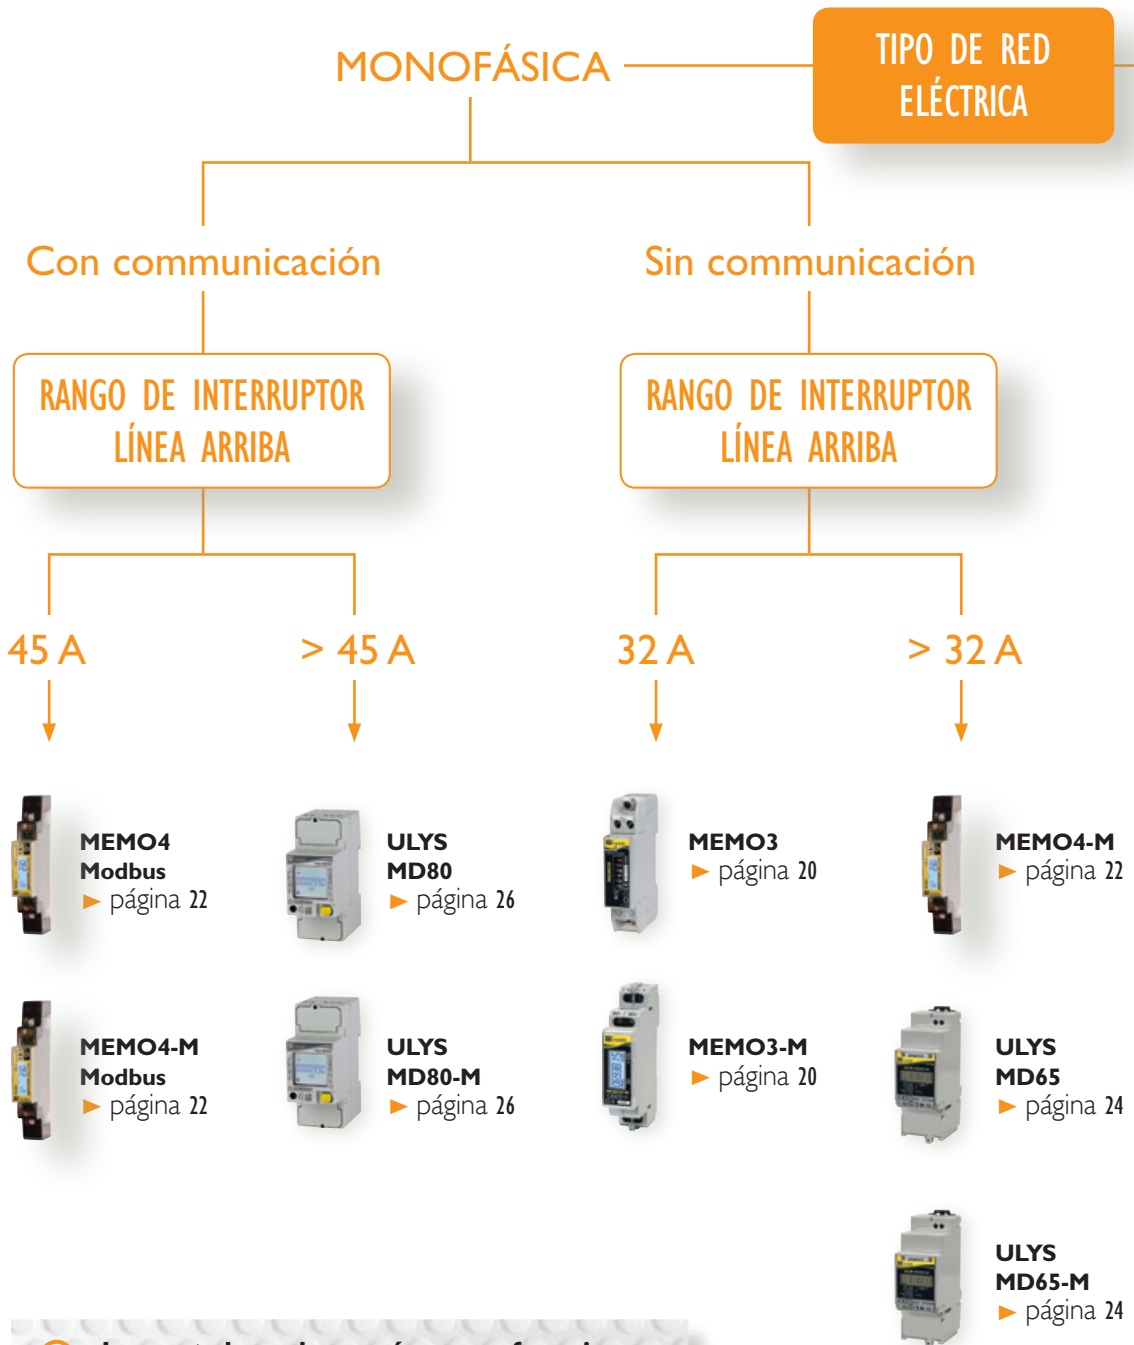 MONOFÁSICA
TIPO DE RED
ELÉCTRICA
Con communicación
Sin communicación
RANGO DE INTERRUPTOR
LÍNEA ARRIBA
RANGO DE INTERRUPTOR
LÍNEA ARRIBA
45 A
> 45 A
32 A
> 32 A
MEMO4
Modbus
► página 22
ULYS
MD80
► página 26
MEMO3
► página 20
MEMO4-M
► página 22
MEMO4-M
Modbus
► página 22
ULYS
MD80-M
► página 26
MEMO3-M
► página 20
ULYS
MD65
► página 24
ULYS
MD65-M
► página 24